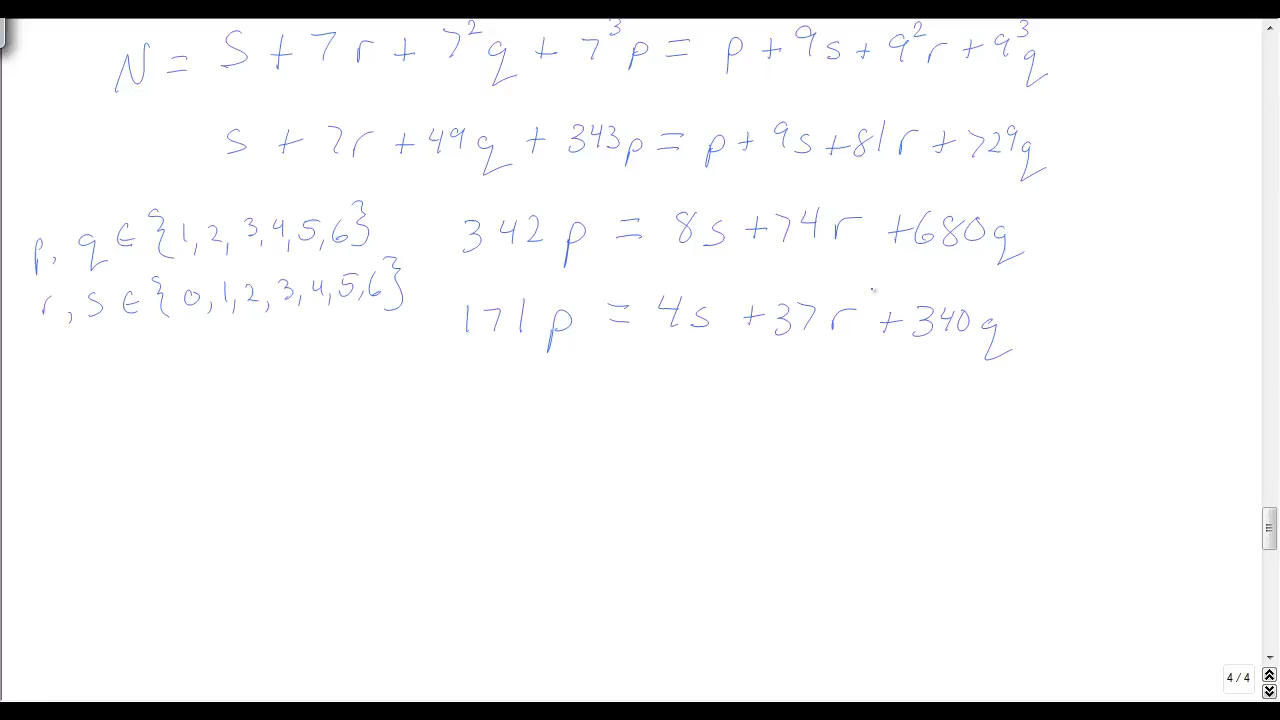 N = S + 7r + 7²q + 7³p = p + 9s + 9²r + 9³q
s + 7r + 49q + 343p = p + 9s + 81r + 729q
p, q ∈ {1, 2, 3, 4, 5, 6}
342p = 8s + 74r + 680q
r, s ∈ {0, 1, 2, 3, 4, 5, 6}
171p = 4s + 37r + 340q
4 / 4